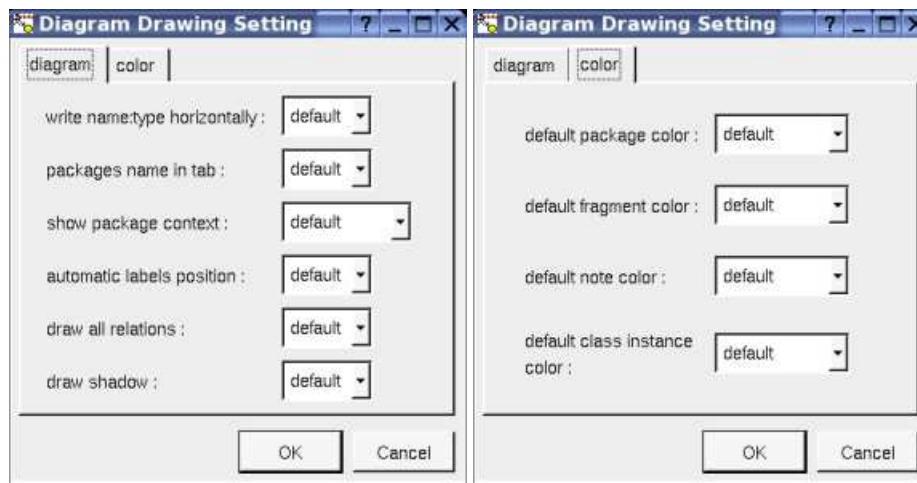 Diagram Drawing Setting
diagram color
write name:type horizontally : default
packages name in tab : default
show package context : default
automatic labels position : default
draw all relations : default
draw shadow : default
OK Cancel
Diagram Drawing Setting
diagram color
default package color : default
default fragment color : default
default note color : default
default class instance
color : default
OK Cancel